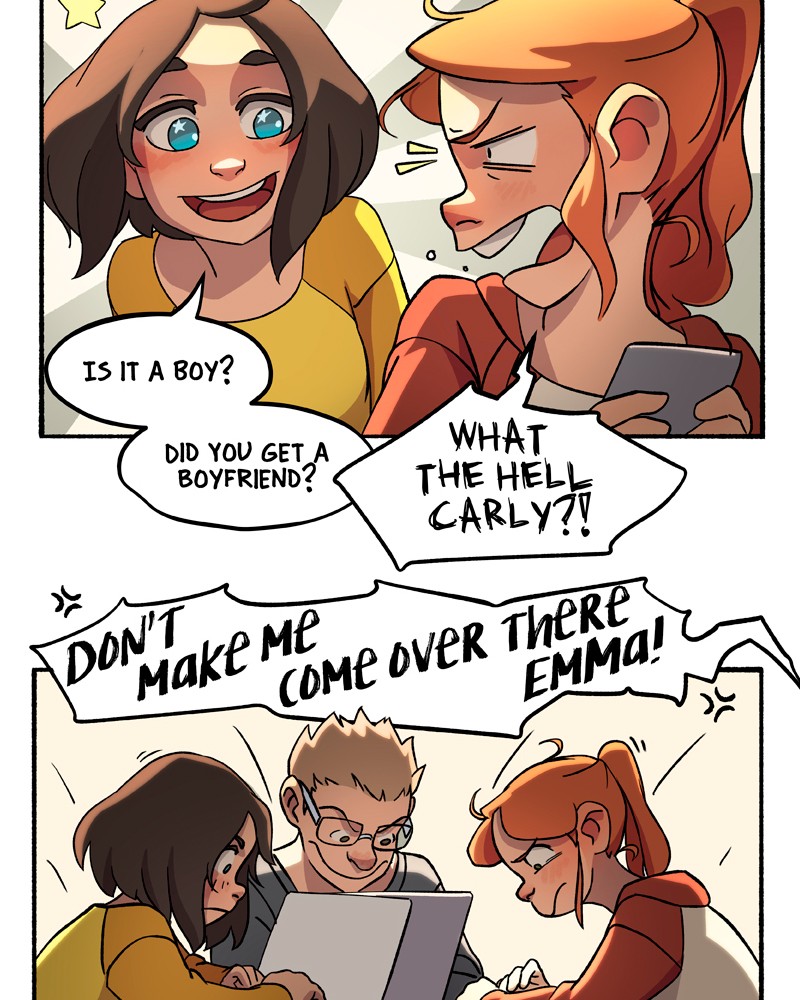 IS IT A BOY?
DID YOU GET A
BOYFRIEND?
WHAT
THE HELL
CARLY?!
DON'T
MAKE ME
COME OVER THERE
EMMA!